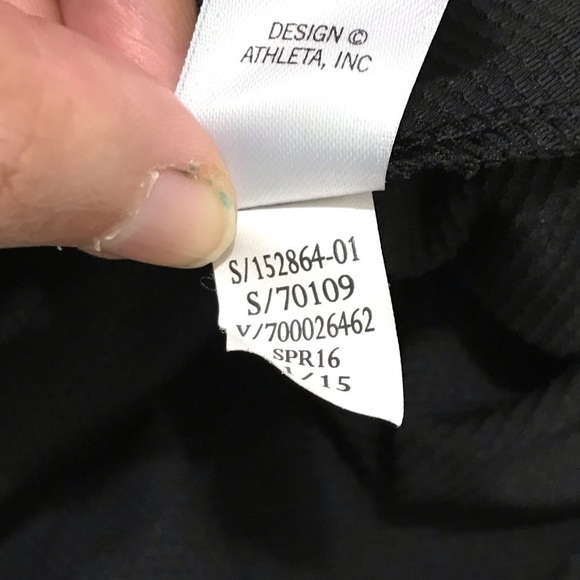 DESIGN ©
ATHLETA, INC
S/152864-01
S/70109
V/700026462
SPR16
/15